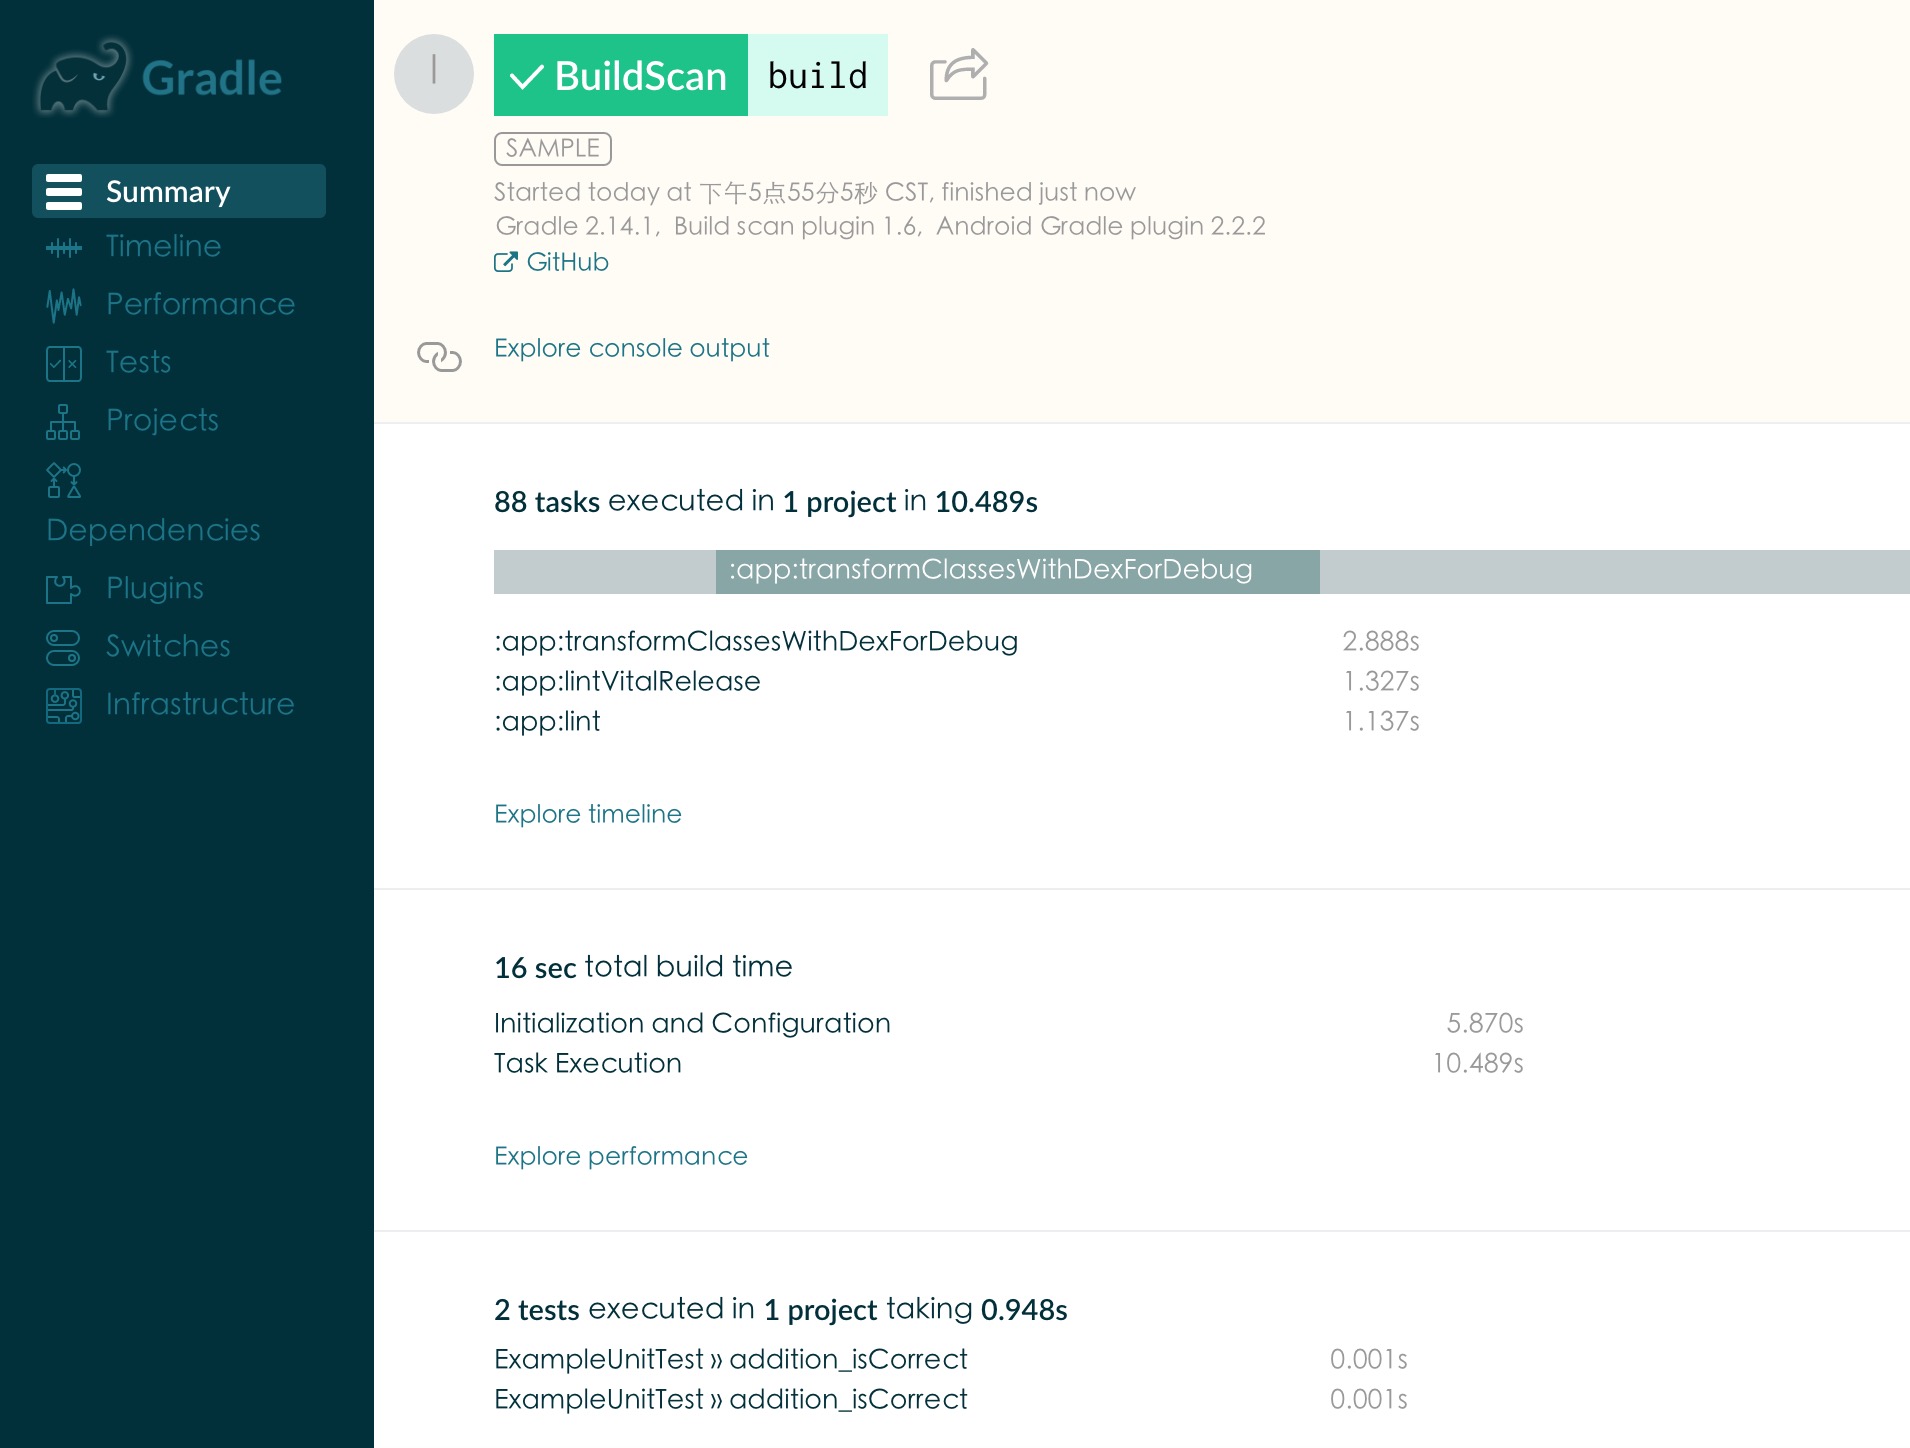 Gradle
Summary
Timeline
Performance
Tests
Projects
Dependencies
Plugins
Switches
Infrastructure
I
BuildScan build
SAMPLE
Started today at 下午5点55分5秒 CST, finished just now
Gradle 2.14.1, Build scan plugin 1.6, Android Gradle plugin 2.2.2
GitHub
Explore console output
88 tasks executed in 1 project in 10.489s
:app:transformClassesWithDexForDebug
:app:transformClassesWithDexForDebug 2.888s
:app:lintVitalRelease 1.327s
:app:lint 1.137s
Explore timeline
16 sec total build time
Initialization and Configuration 5.870s
Task Execution 10.489s
Explore performance
2 tests executed in 1 project taking 0.948s
ExampleUnitTest » addition_isCorrect 0.001s
ExampleUnitTest » addition_isCorrect 0.001s